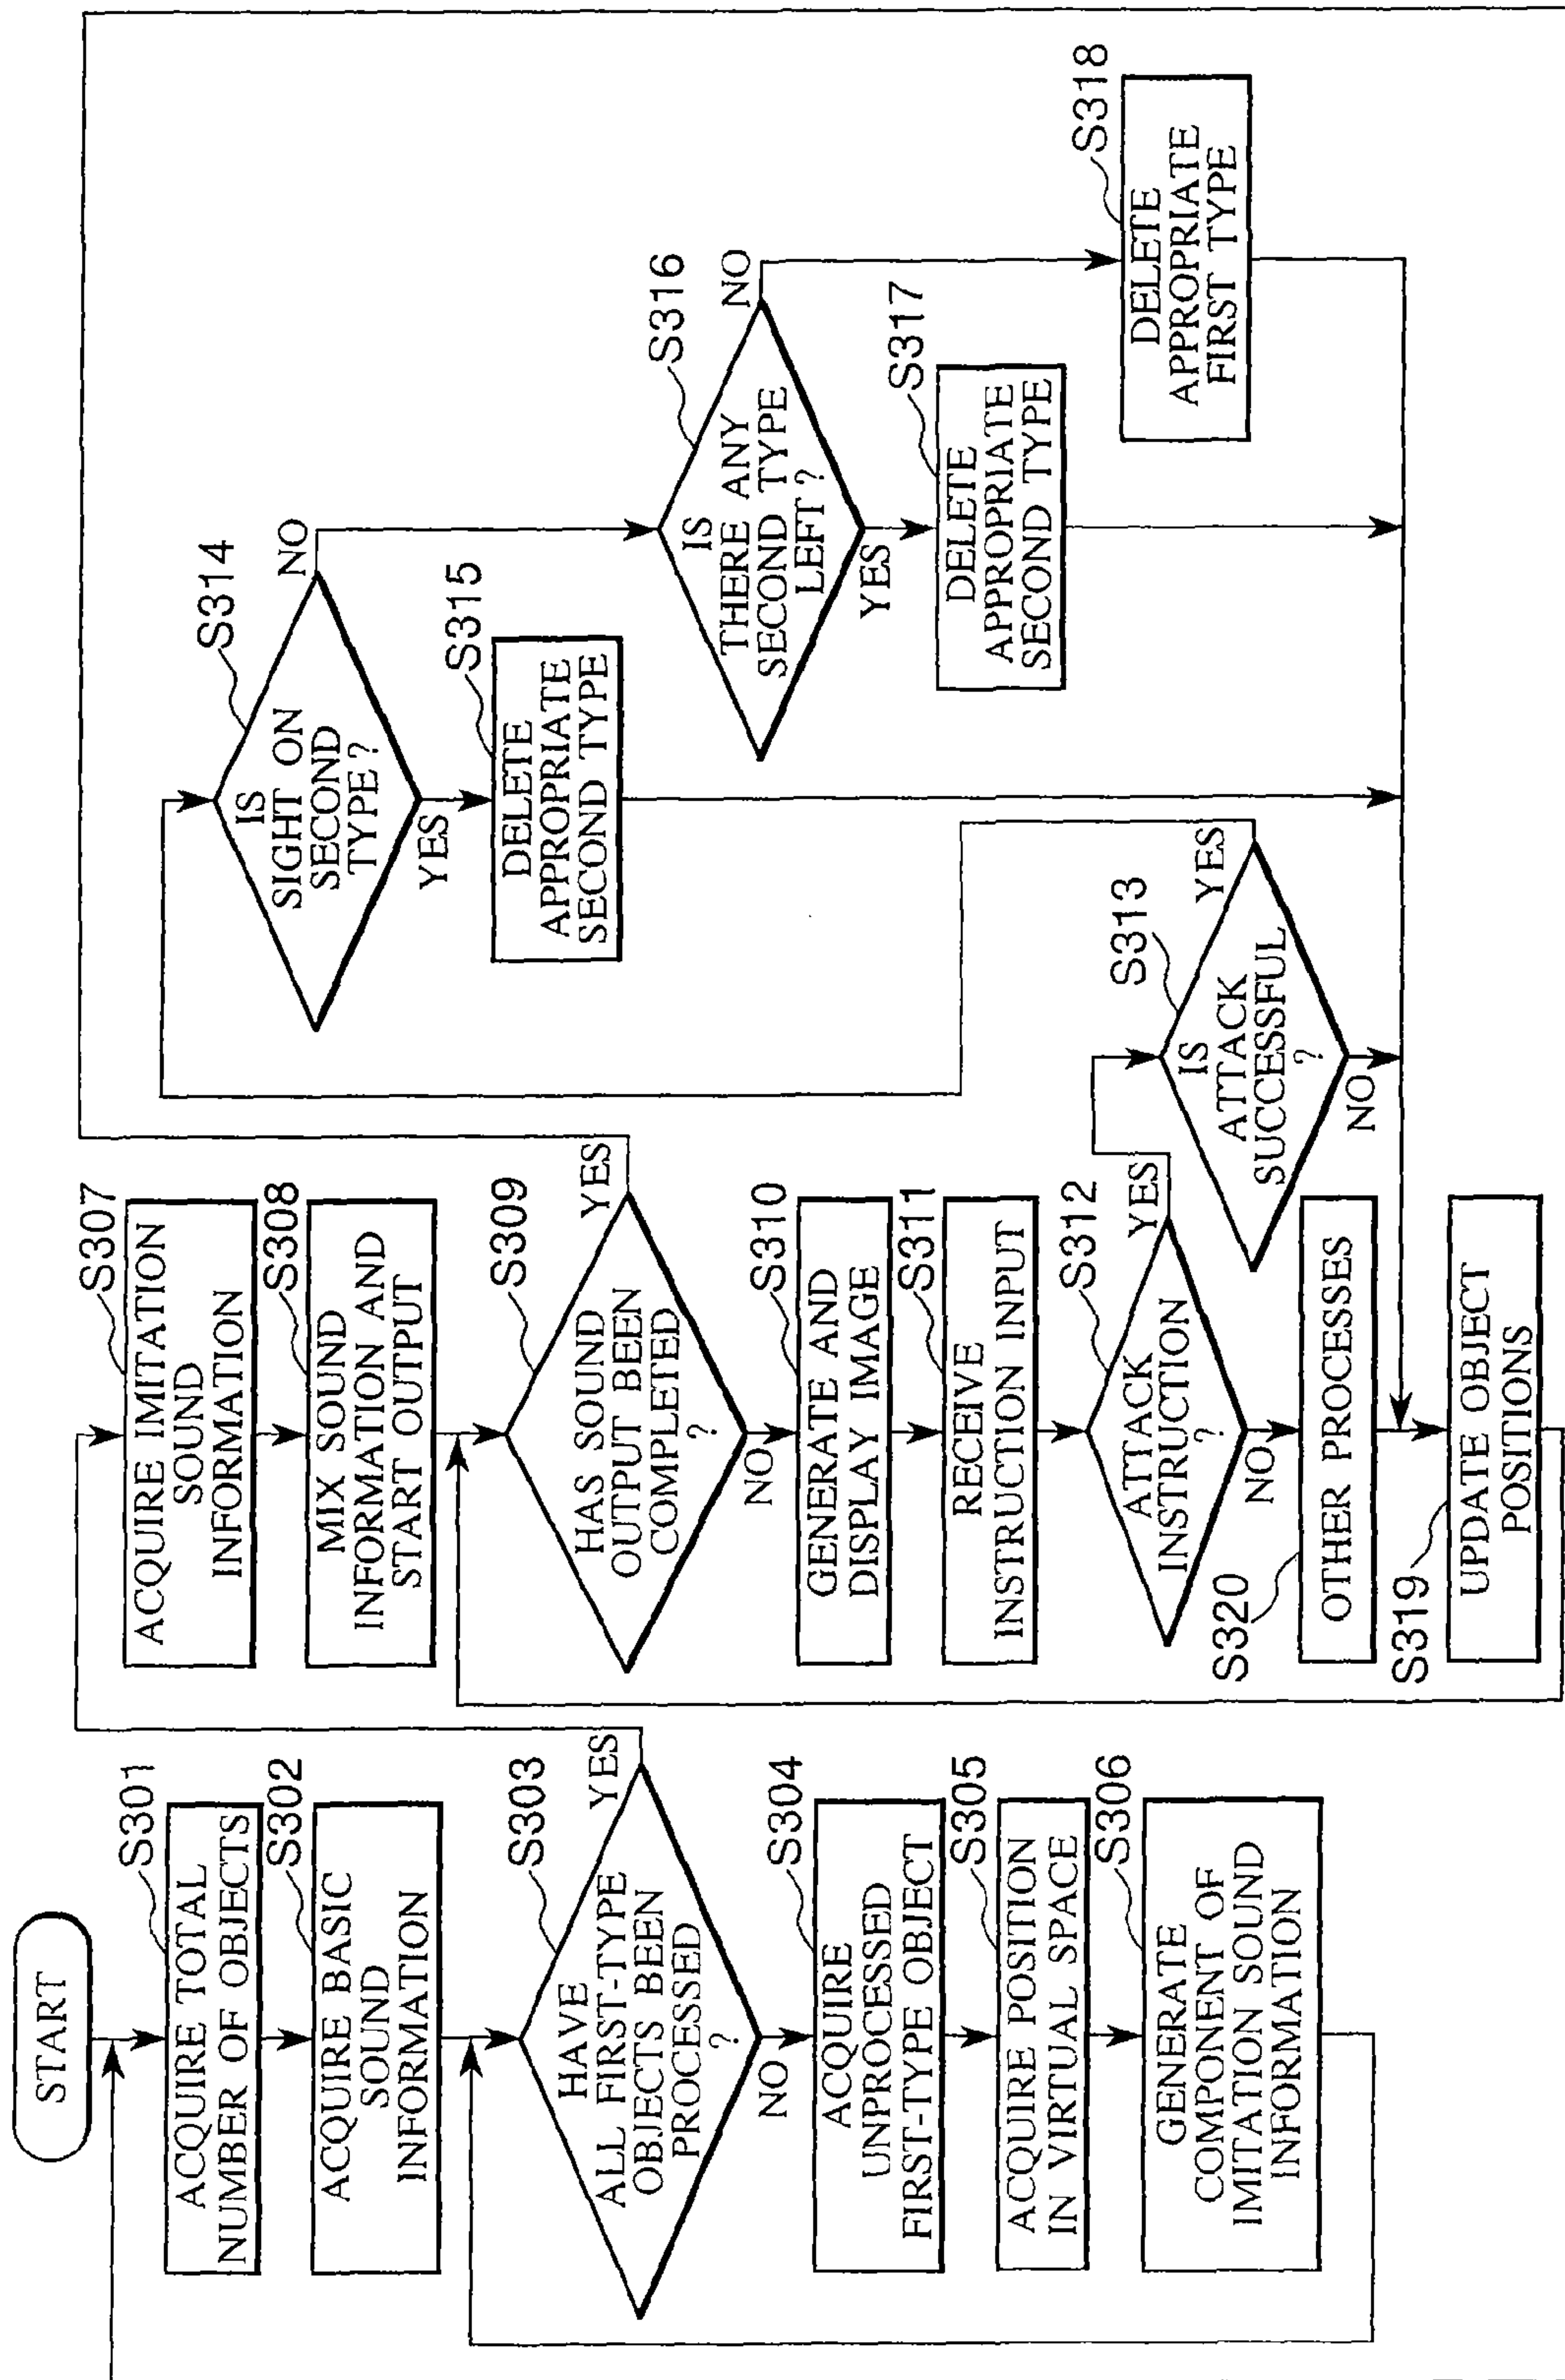 START
S301
ACQUIRE TOTAL
NUMBER OF OBJECTS
S302
ACQUIRE BASIC
SOUND
INFORMATION
S303
HAVE
ALL FIRST-TYPE
OBJECTS BEEN
PROCESSED
?
YES
NO
S304
ACQUIRE
UNPROCESSED
FIRST-TYPE OBJECT
S305
ACQUIRE POSITION
IN VIRTUAL SPACE
S306
GENERATE
COMPONENT OF
IMITATION SOUND
INFORMATION
S307
ACQUIRE IMITATION
SOUND
INFORMATION
S308
MIX SOUND
INFORMATION AND
START OUTPUT
S309
HAS SOUND
OUTPUT BEEN
COMPLETED
?
YES
NO
S310
GENERATE AND
DISPLAY IMAGE
S311
RECEIVE
INSTRUCTION INPUT
S312
ATTACK
INSTRUCTION
?
YES
NO
S320
OTHER PROCESSES
S319
UPDATE OBJECT
POSITIONS
S313
IS
ATTACK
SUCCESSFUL
?
YES
NO
S314
IS
SIGHT ON
SECOND
TYPE?
NO
YES
S315
DELETE
APPROPRIATE
SECOND TYPE
S316
IS
THERE ANY
SECOND TYPE
LEFT?
NO
YES
S317
DELETE
APPROPRIATE
SECOND TYPE
S318
DELETE
APPROPRIATE
FIRST TYPE